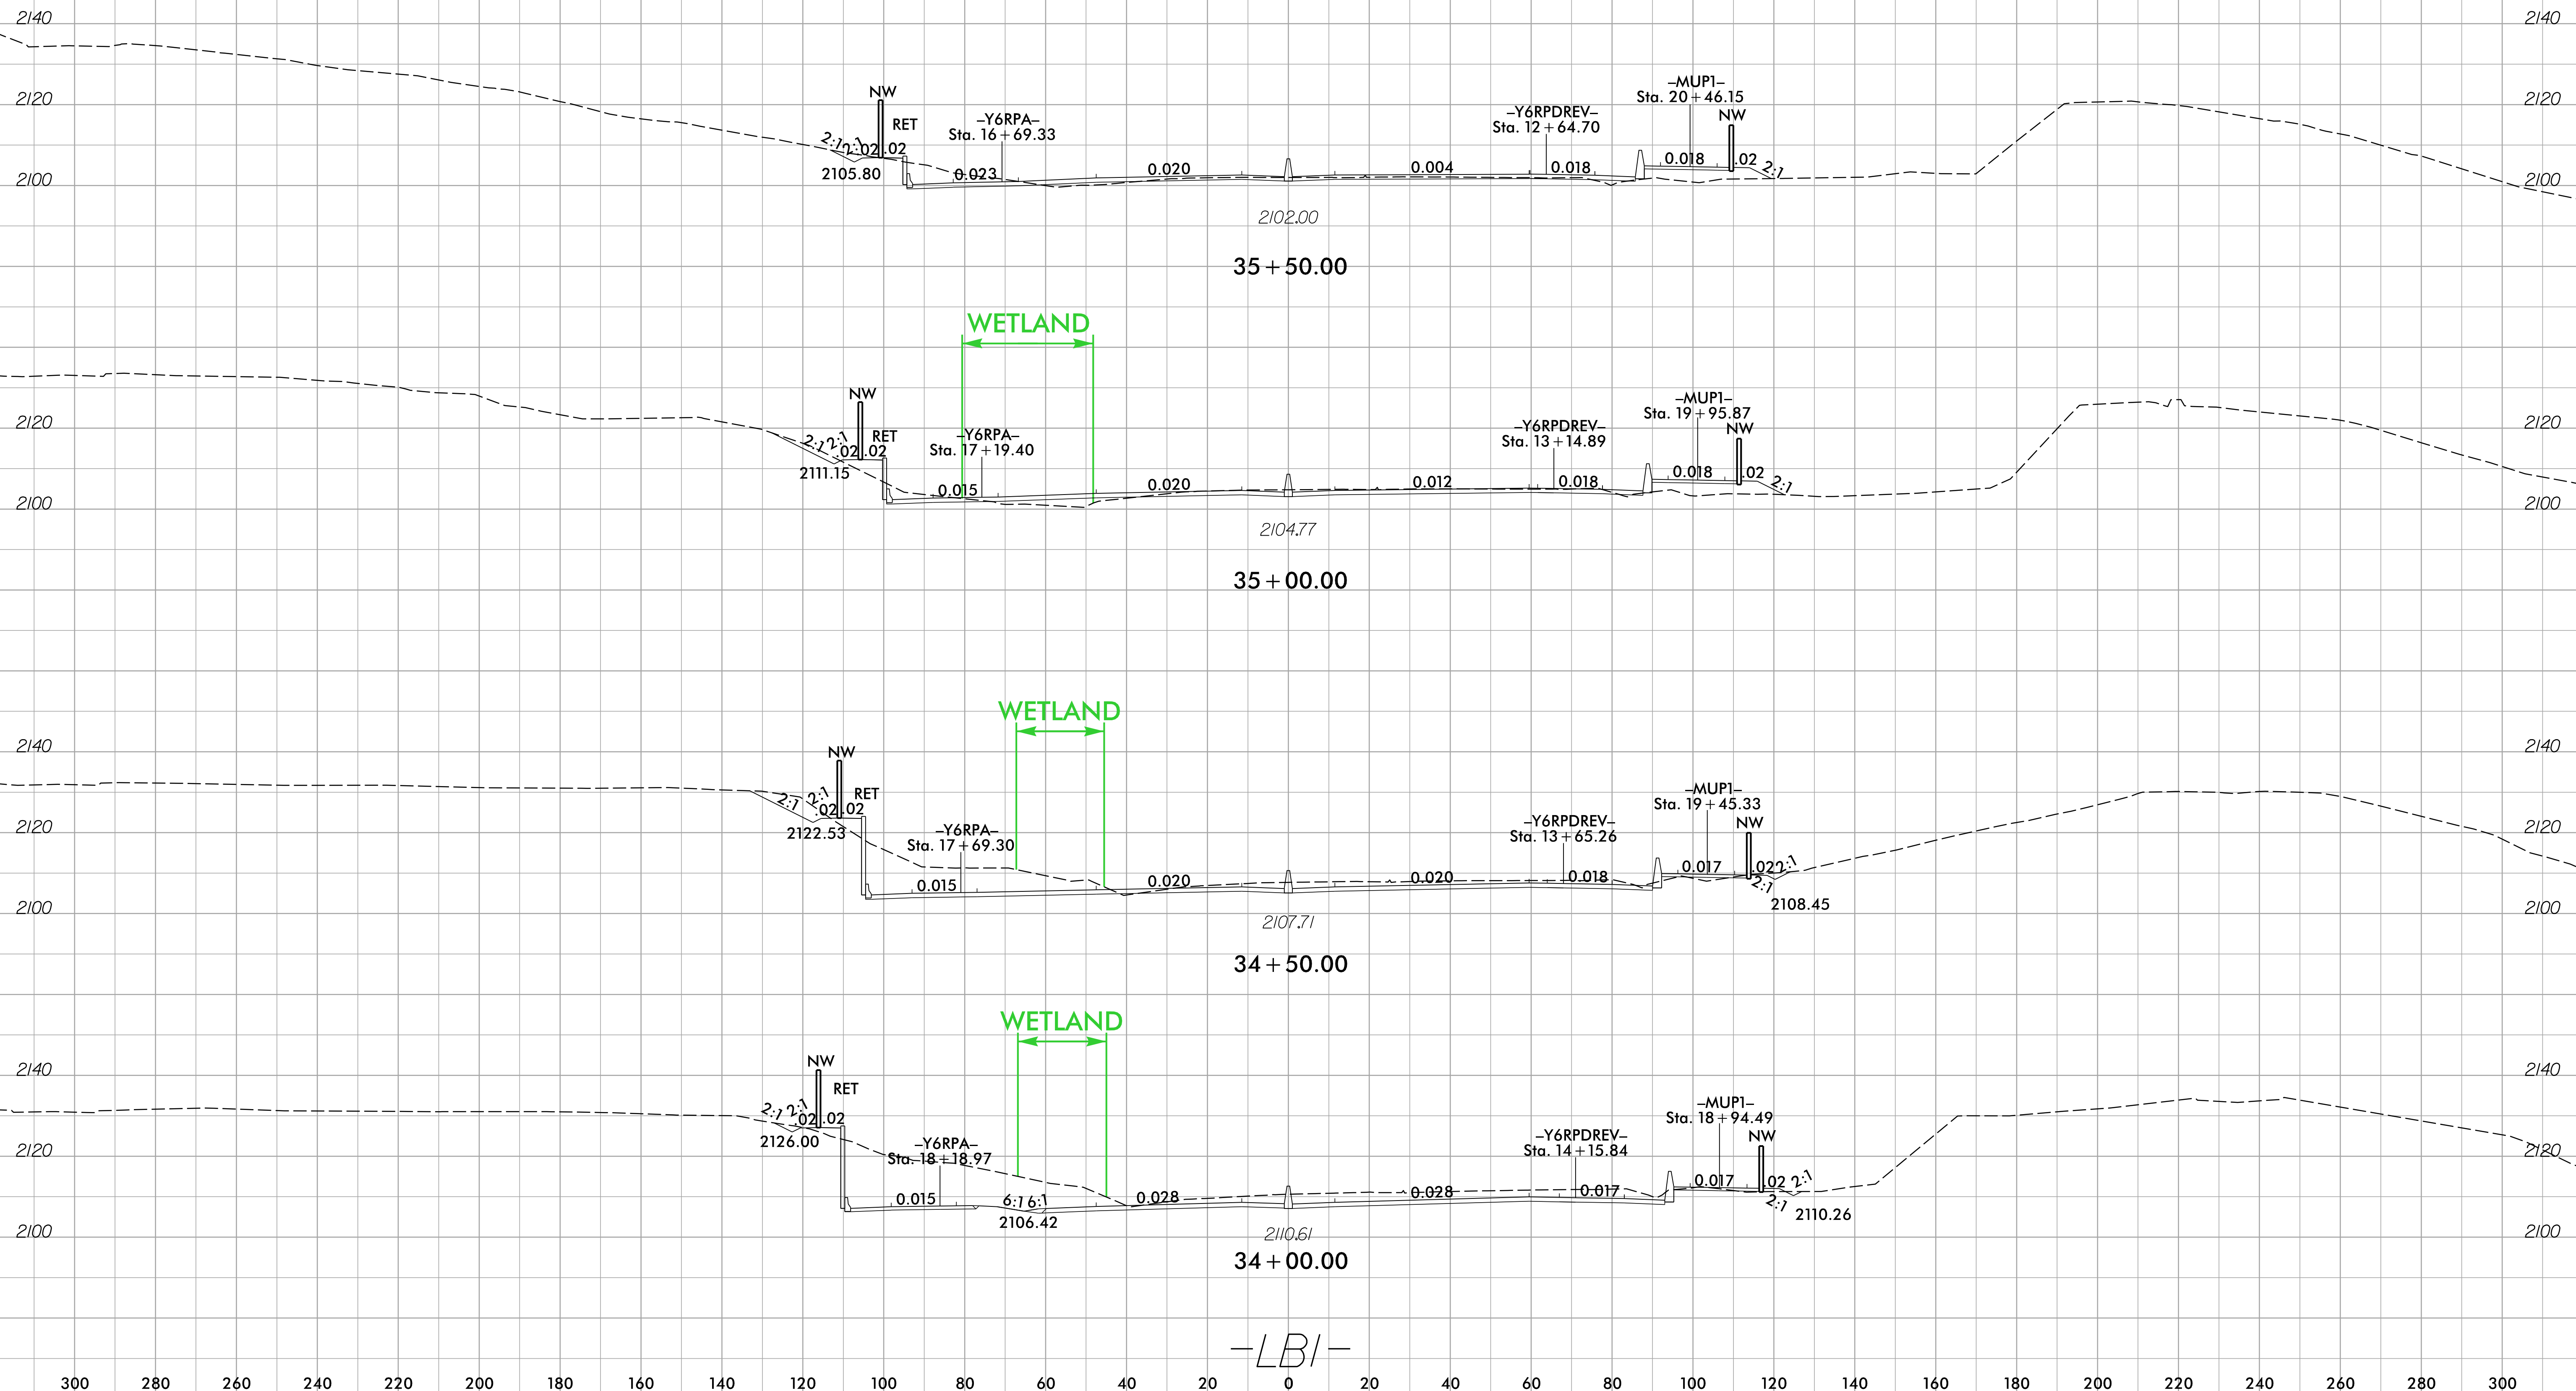 2140 2140
–MUP1–
Sta. 20+46.15
2120 NW –Y6RPA– –Y6RPDREV– NW 2120
RET Sta. 16+69.33 Sta. 12+64.70
2:1 2:1 .02 .02 0.023 0.020 0.004 0.018 0.018 .02 2:1
2105.80
2100 2100
2102.00
35+50.00
WETLAND
NW –MUP1–
Sta. 19+95.87
2120 RET –Y6RPA– –Y6RPDREV– NW 2120
2:1 2:1 .02 .02 Sta. 17+19.40 Sta. 13+14.89
2111.15 0.015 0.020 0.012 0.018 0.018 .02 2:1
2100 2100
2104.77
35+00.00
WETLAND
2140 NW 2140
RET –MUP1–
2:1 2:1 .02 .02 Sta. 19+45.33
2120 2122.53 –Y6RPA– –Y6RPDREV– NW 2120
Sta. 17+69.30 Sta. 13+65.26
0.015 0.020 0.020 0.018 0.017 .02 2:1
2:1
2100 2108.45 2100
2107.71
34+50.00
WETLAND
2140 NW 2140
RET –MUP1–
2:1 2:1 .02 .02 Sta. 18+94.49
2126.00 –Y6RPA– –Y6RPDREV– NW
2120 Sta. 18+18.97 Sta. 14+15.84 2120
0.015 6:1 6:1 0.028 0.028 0.017 0.017 .02 2:1
2:1
2106.42 2110.26
2100 2100
2110.61
34+00.00
–LB1–
300 280 260 240 220 200 180 160 140 120 100 80 60 40 20 0 20 40 60 80 100 120 140 160 180 200 220 240 260 280 300